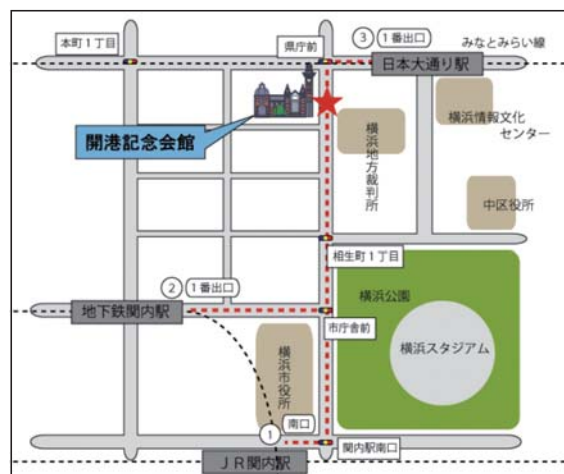 本町1丁目
県庁前
③ 1番出口
みなとみらい線
日本大通り駅
開港記念会館
横浜地方裁判所
横浜情報文化
センター
中区役所
相生町1丁目
② 1番出口
地下鉄関内駅
横浜公園
市庁舎前
横浜スタジアム
横浜市役所
① 南口
関内駅南口
JR関内駅